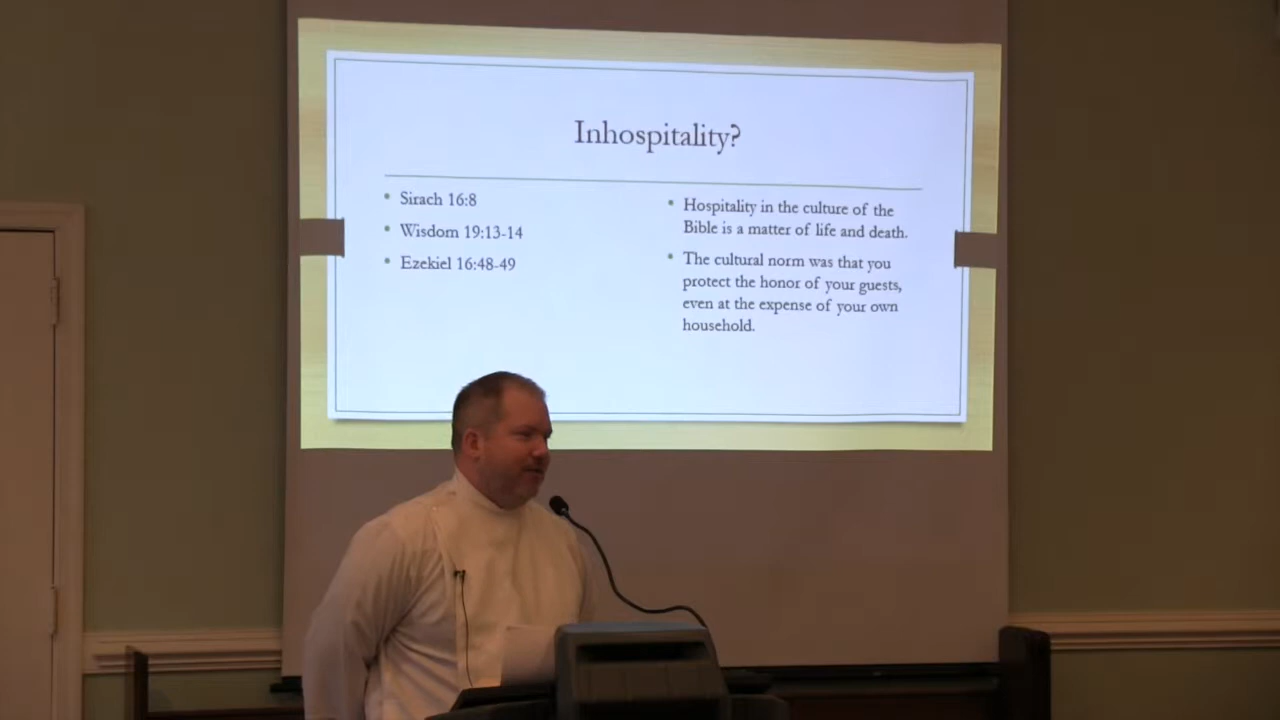 Inhospitality?
• Sirach 16:8
• Wisdom 19:13-14
• Ezekiel 16:48-49
• Hospitality in the culture of the
Bible is a matter of life and death.
• The cultural norm was that you
protect the honor of your guests,
even at the expense of your own
household.